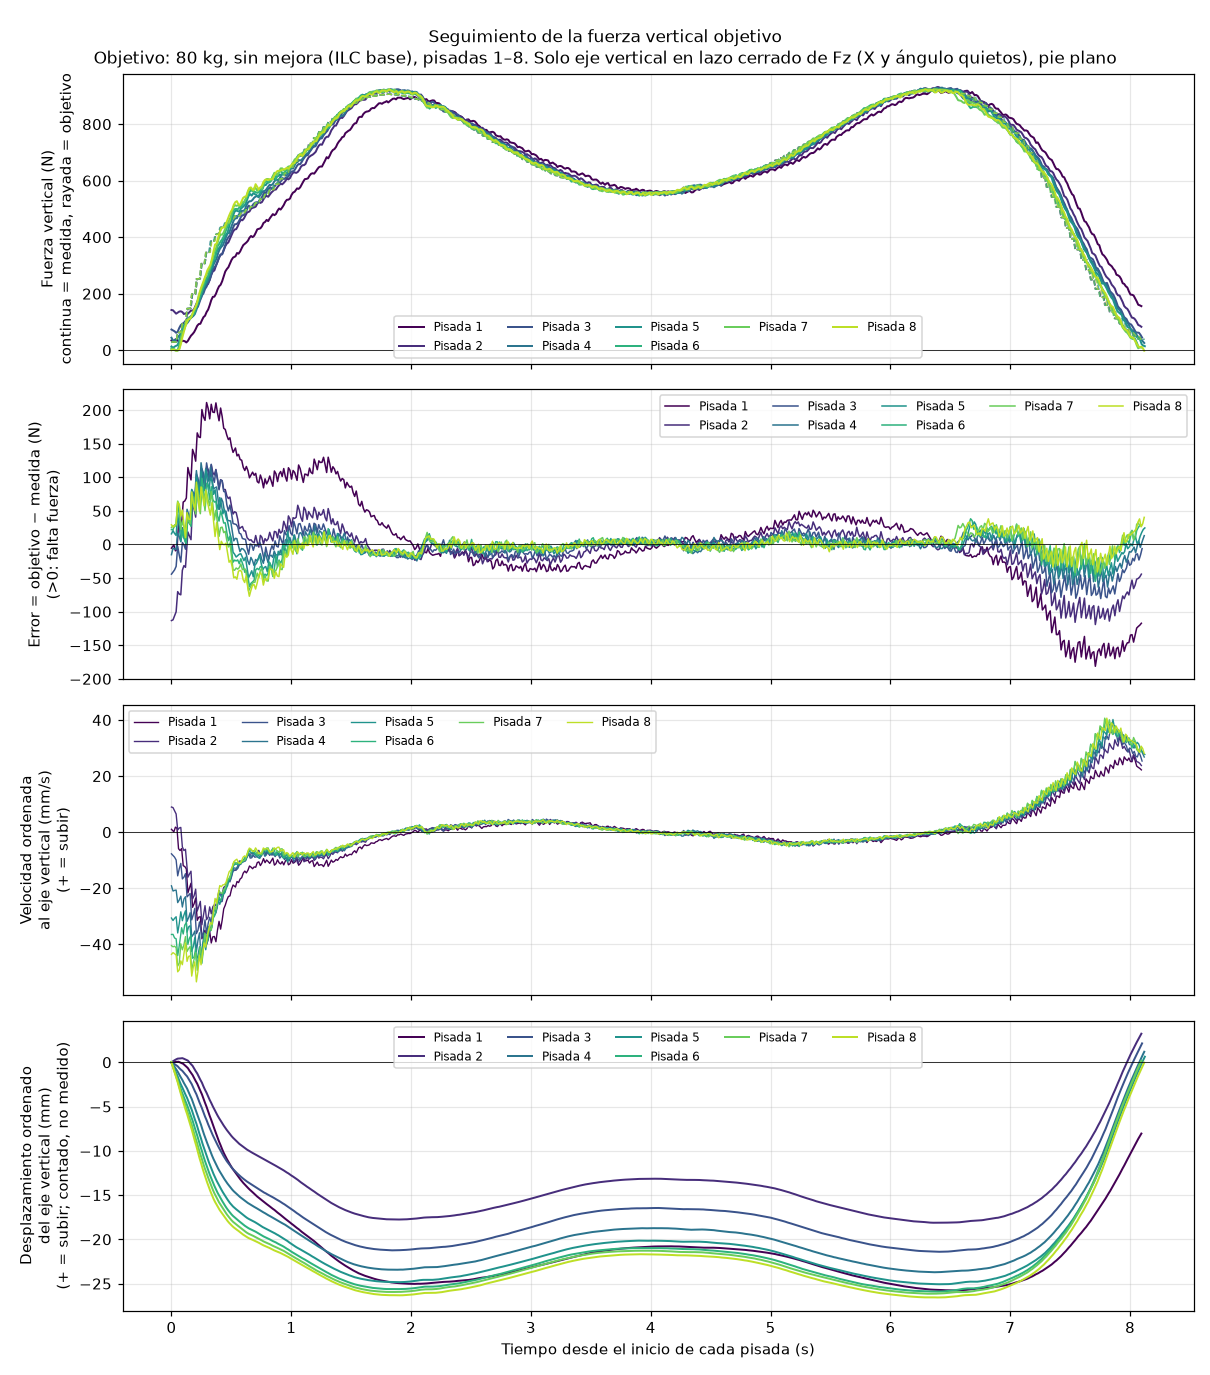 Seguimiento de la fuerza vertical objetivo
Objetivo: 80 kg, sin mejora (ILC base), pisadas 1–8. Solo eje vertical en lazo cerrado de Fz (X y ángulo quietos), pie plano
Fuerza vertical (N)
continua = medida, rayada = objetivo
800
600
400
200
0
Pisada 1
Pisada 2
Pisada 3
Pisada 4
Pisada 5
Pisada 6
Pisada 7
Pisada 8
Error = objetivo − medida (N)
(>0: falta fuerza)
200
150
100
50
0
−50
−100
−150
−200
Pisada 1
Pisada 2
Pisada 3
Pisada 4
Pisada 5
Pisada 6
Pisada 7
Pisada 8
Velocidad ordenada
al eje vertical (mm/s)
(+ = subir)
40
20
0
−20
−40
Pisada 1
Pisada 2
Pisada 3
Pisada 4
Pisada 5
Pisada 6
Pisada 7
Pisada 8
Desplazamiento ordenado
del eje vertical (mm)
(+ = subir; contado, no medido)
0
−5
−10
−15
−20
−25
Pisada 1
Pisada 2
Pisada 3
Pisada 4
Pisada 5
Pisada 6
Pisada 7
Pisada 8
0 1 2 3 4 5 6 7 8
Tiempo desde el inicio de cada pisada (s)